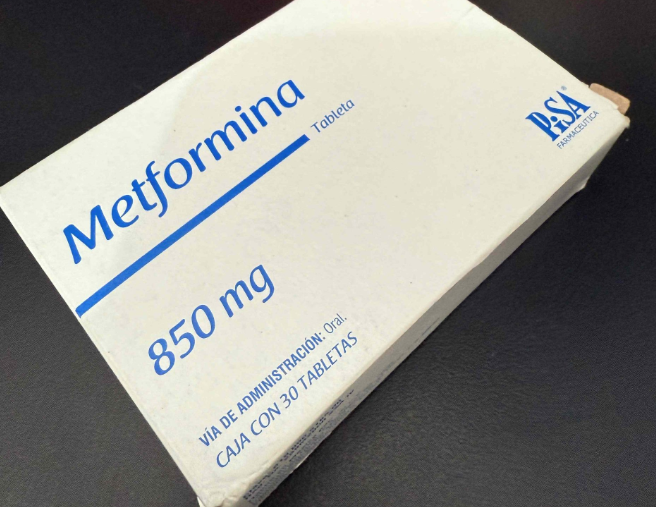 Metformina
Tableta
PiSA®
FARMACÉUTICA
850 mg
VÍA DE ADMINISTRACIÓN: Oral.
CAJA CON 30 TABLETAS